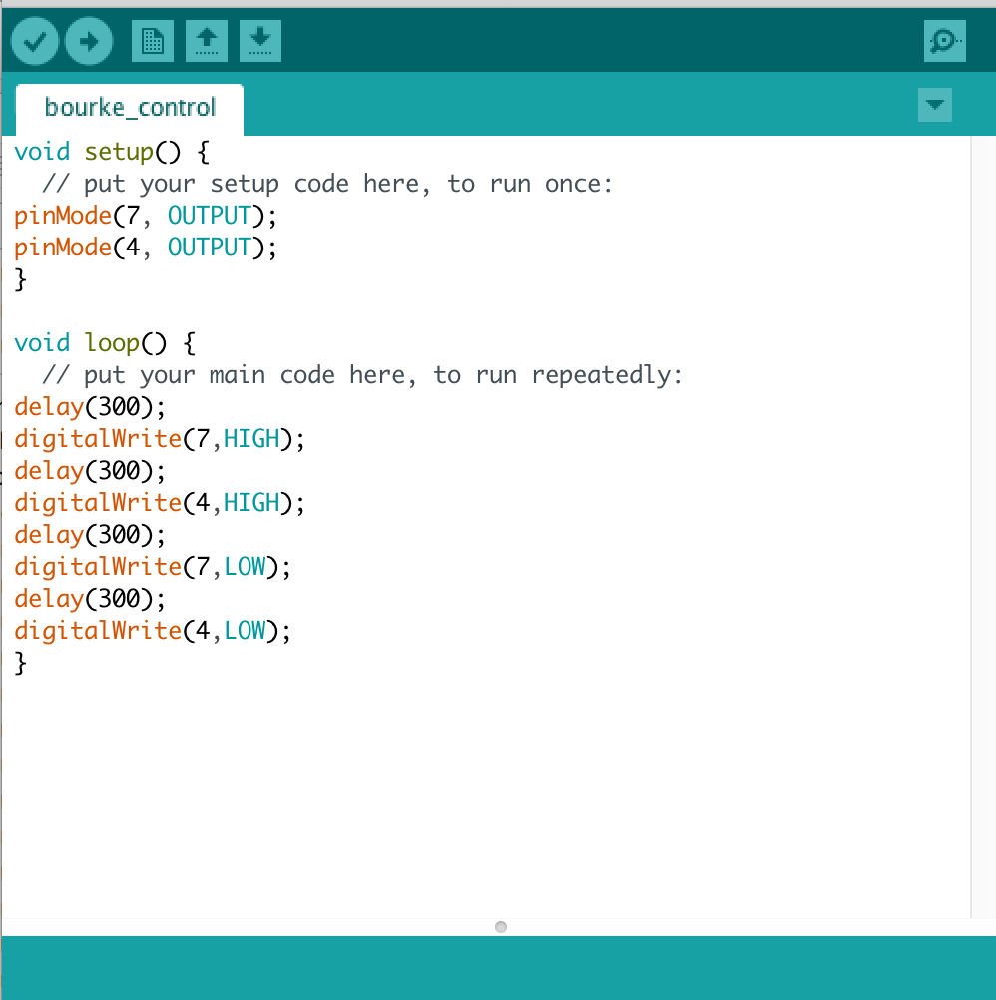 bourke_control
void setup() {
  // put your setup code here, to run once:
pinMode(7, OUTPUT);
pinMode(4, OUTPUT);
}

void loop() {
  // put your main code here, to run repeatedly:
delay(300);
digitalWrite(7,HIGH);
delay(300);
digitalWrite(4,HIGH);
delay(300);
digitalWrite(7,LOW);
delay(300);
digitalWrite(4,LOW);
}